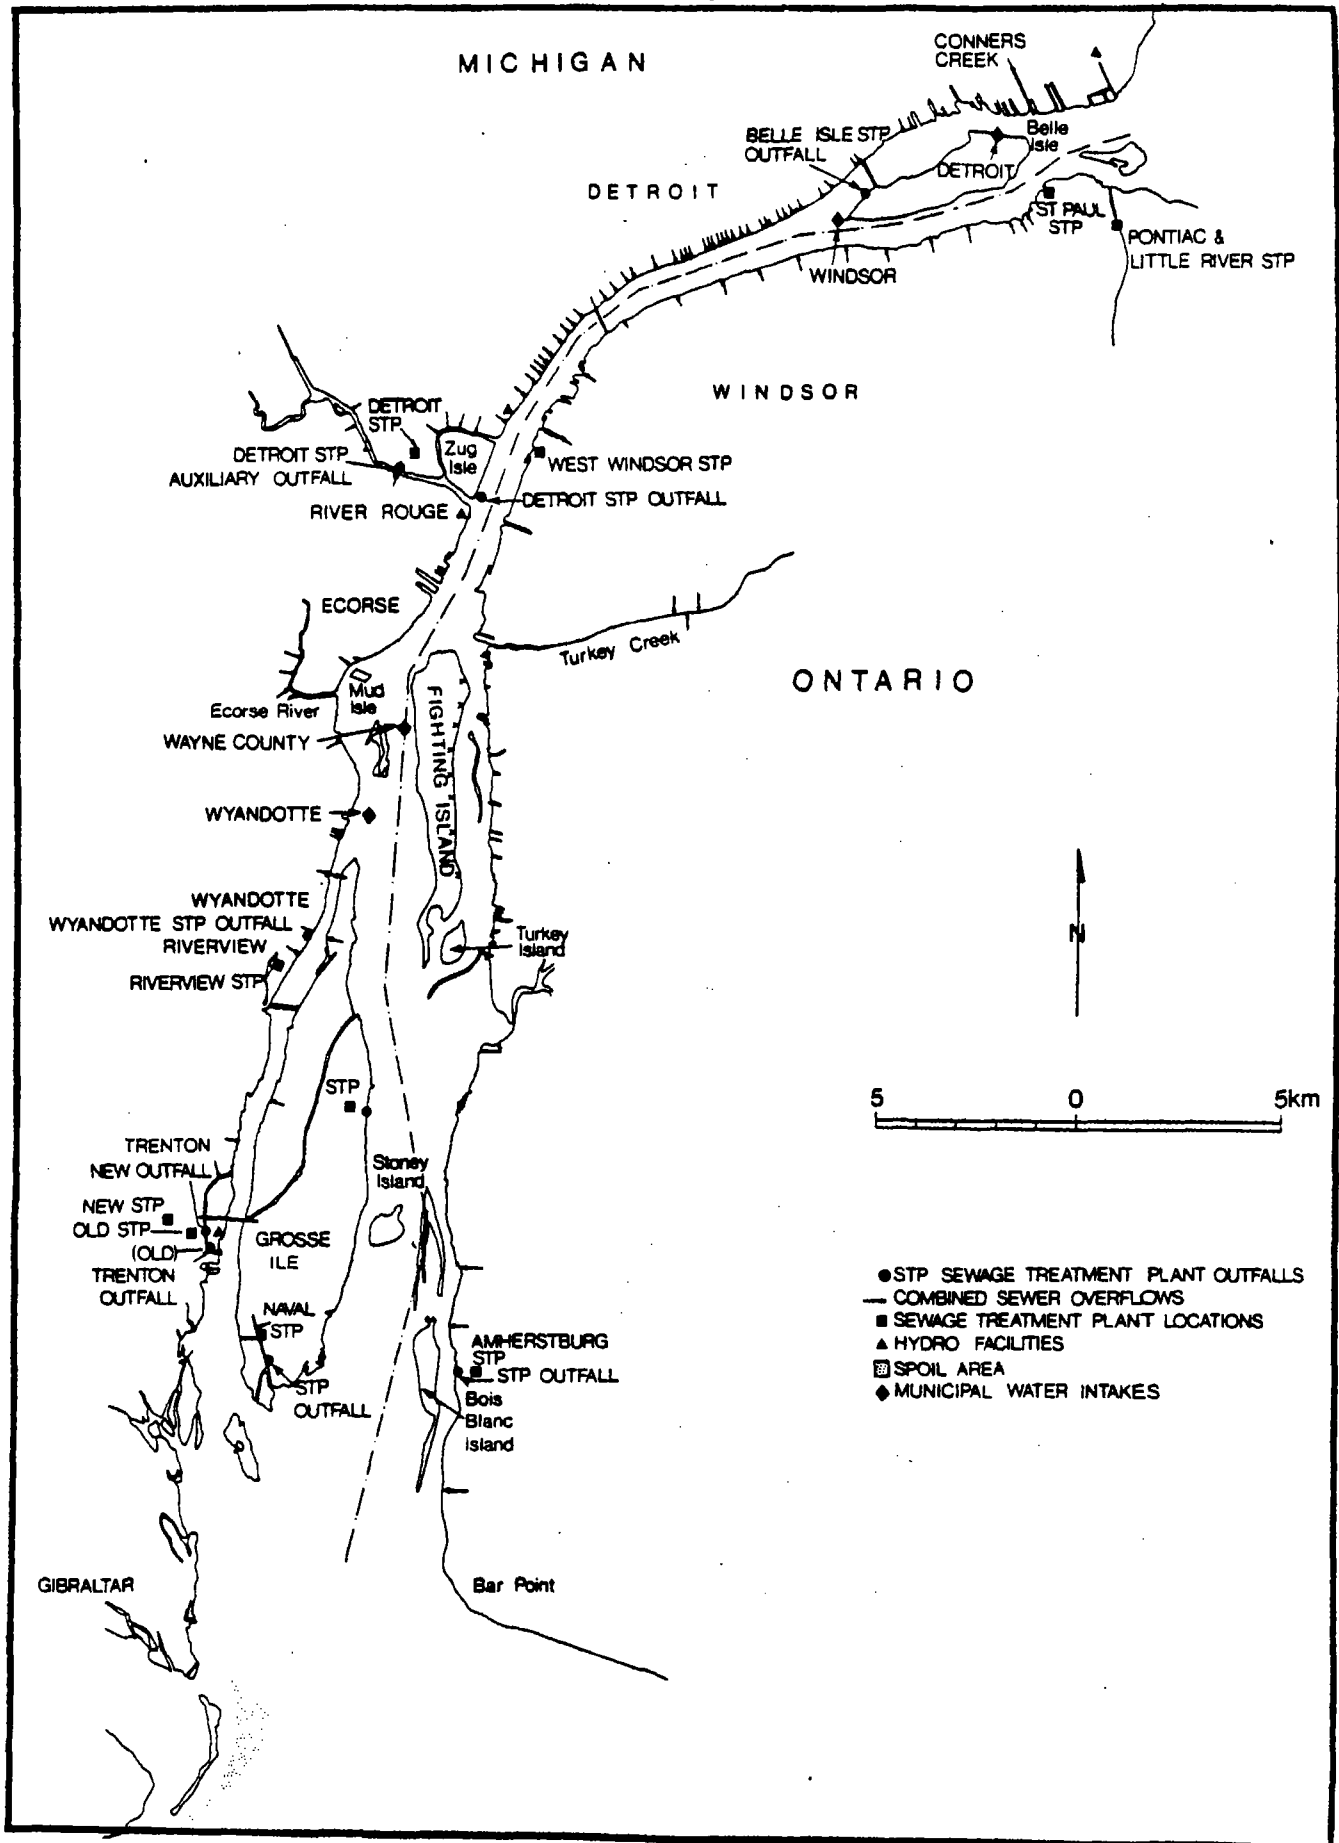 MICHIGAN
CONNERS
CREEK
BELLE ISLE STP
OUTFALL
Belle
Isle
DETROIT
DETROIT
ST PAUL
STP
PONTIAC &
LITTLE RIVER STP
WINDSOR
WINDSOR
DETROIT
STP
Zug
Isle
DETROIT STP
AUXILIARY OUTFALL
WEST WINDSOR STP
DETROIT STP OUTFALL
RIVER ROUGE
ECORSE
Turkey Creek
ONTARIO
Mud
Isle
Ecorse River
FIGHTING ISLAND
WAYNE COUNTY
WYANDOTTE
WYANDOTTE
WYANDOTTE STP OUTFALL
RIVERVIEW
RIVERVIEW STP
Turkey
Island
N
STP
5 0 5km
TRENTON
NEW OUTFALL
Stoney
Island
NEW STP
OLD STP
(OLD)
TRENTON
OUTFALL
GROSSE
ILE
NAVAL
STP
STP
OUTFALL
AMHERSTBURG
STP
STP OUTFALL
Bois
Blanc
Island
STP SEWAGE TREATMENT PLANT OUTFALLS
COMBINED SEWER OVERFLOWS
SEWAGE TREATMENT PLANT LOCATIONS
HYDRO FACILITIES
SPOIL AREA
MUNICIPAL WATER INTAKES
GIBRALTAR
Bar Point